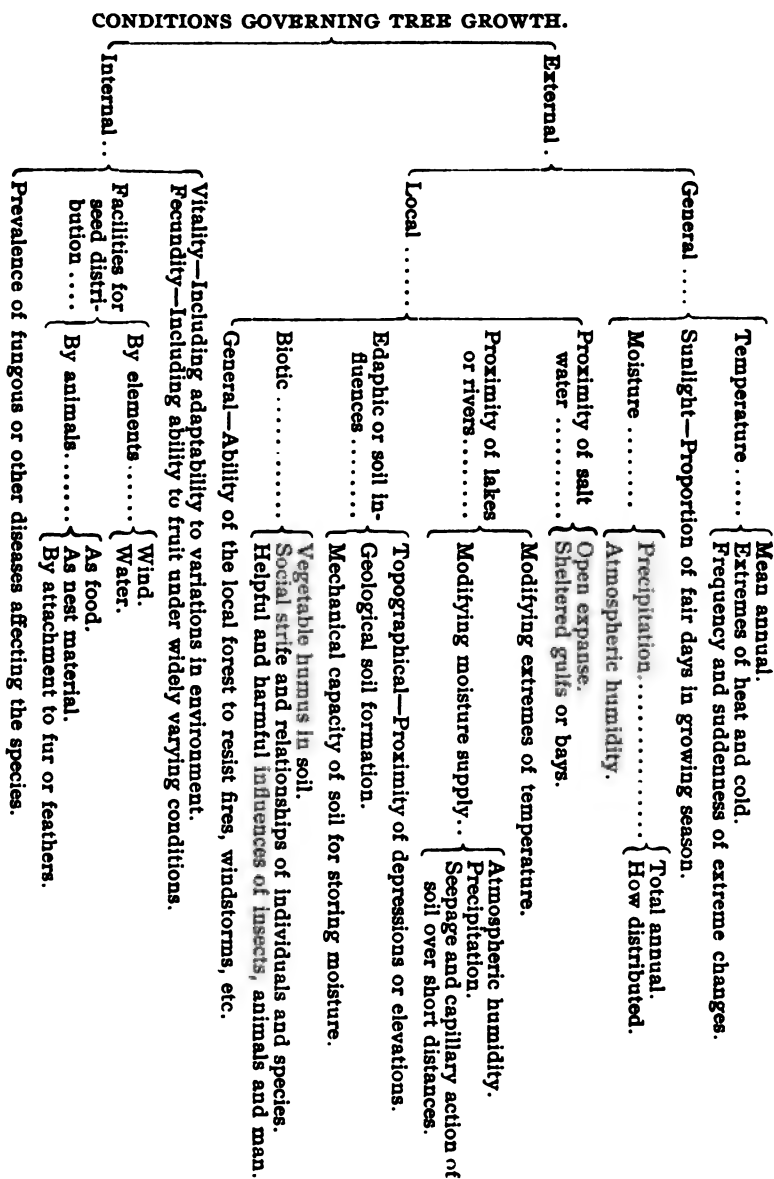 CONDITIONS GOVERNING TREE GROWTH.
External .
General ....
Temperature .....
Mean annual.
Extremes of heat and cold.
Frequency and suddenness of extreme changes.
Sunlight—Proportion of fair days in growing season.
Moisture ........
Precipitation...............
Total annual.
How distributed.
Atmospheric humidity.
Local .......
Proximity of salt
water .........
Open expanse.
Sheltered gulfs or bays.
Proximity of lakes
or rivers........
Modifying extremes of temperature.
Modifying moisture supply..
Atmospheric humidity.
Precipitation.
Seepage and capillary action of
soil over short distances.
Edaphic or soil in-
fluences ........
Topographical—Proximity of depressions or elevations.
Geological soil formation.
Mechanical capacity of soil for storing moisture.
Biotic............
Vegetable humus in soil.
Social strife and relationships of individuals and species.
Helpful and harmful influences of insects, animals and man.
General—Ability of the local forest to resist fires, windstorms, etc.
Internal ..
Vitality—Including adaptability to variations in environment.
Fecundity—Including ability to fruit under widely varying conditions.
Facilities for
seed distri-
bution ....
By elements......
Wind.
Water.
By animals.......
As food.
As nest material.
By attachment to fur or feathers.
Prevalence of fungous or other diseases affecting the species.